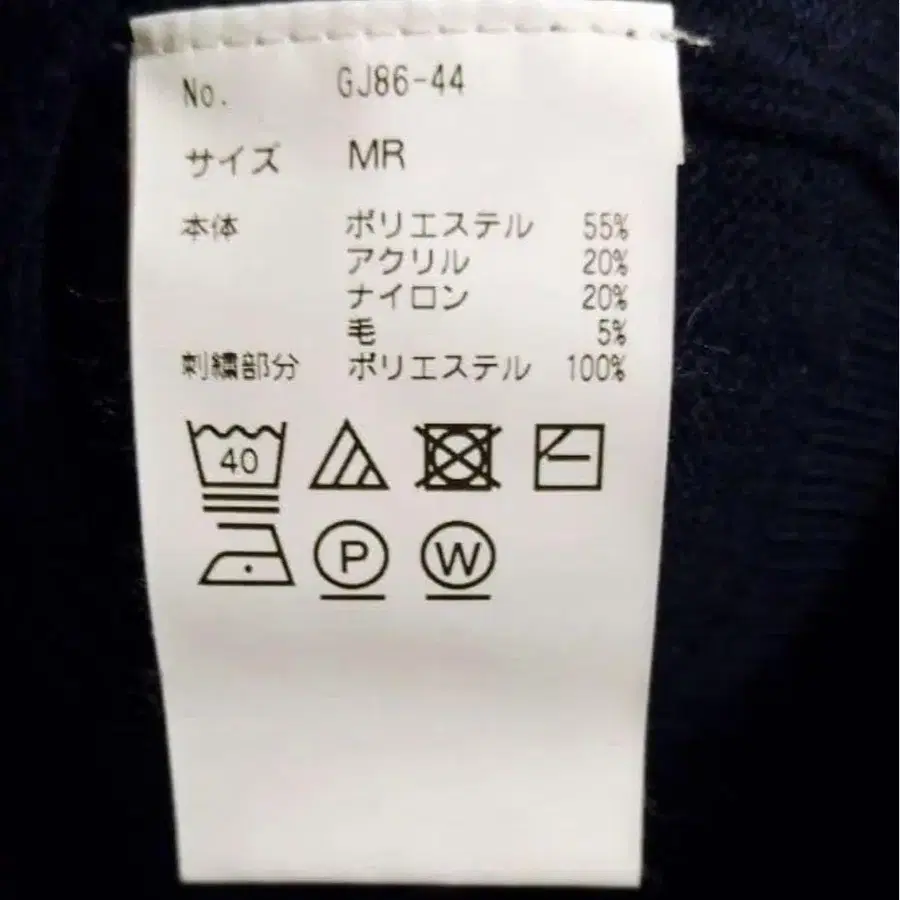 No. GJ86-44
サイズ MR
本体 ポリエステル 55%
アクリル 20%
ナイロン 20%
毛 5%
刺繍部分 ポリエステル 100%
40
P W